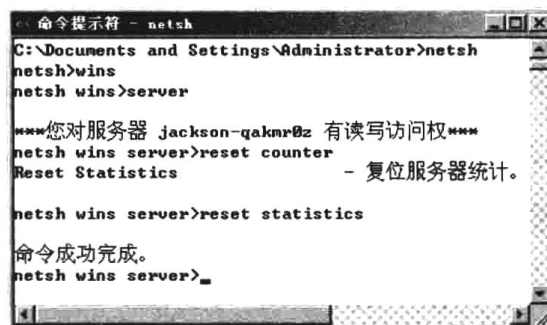 命令提示符 - netsh
C:\Documents and Settings\Administrator>netsh
netsh>wins
netsh wins>server
***您对服务器 jackson-qakmr0z 有读写访问权***
netsh wins server>reset counter
Reset Statistics - 复位服务器统计。
netsh wins server>reset statistics
命令成功完成。
netsh wins server>_